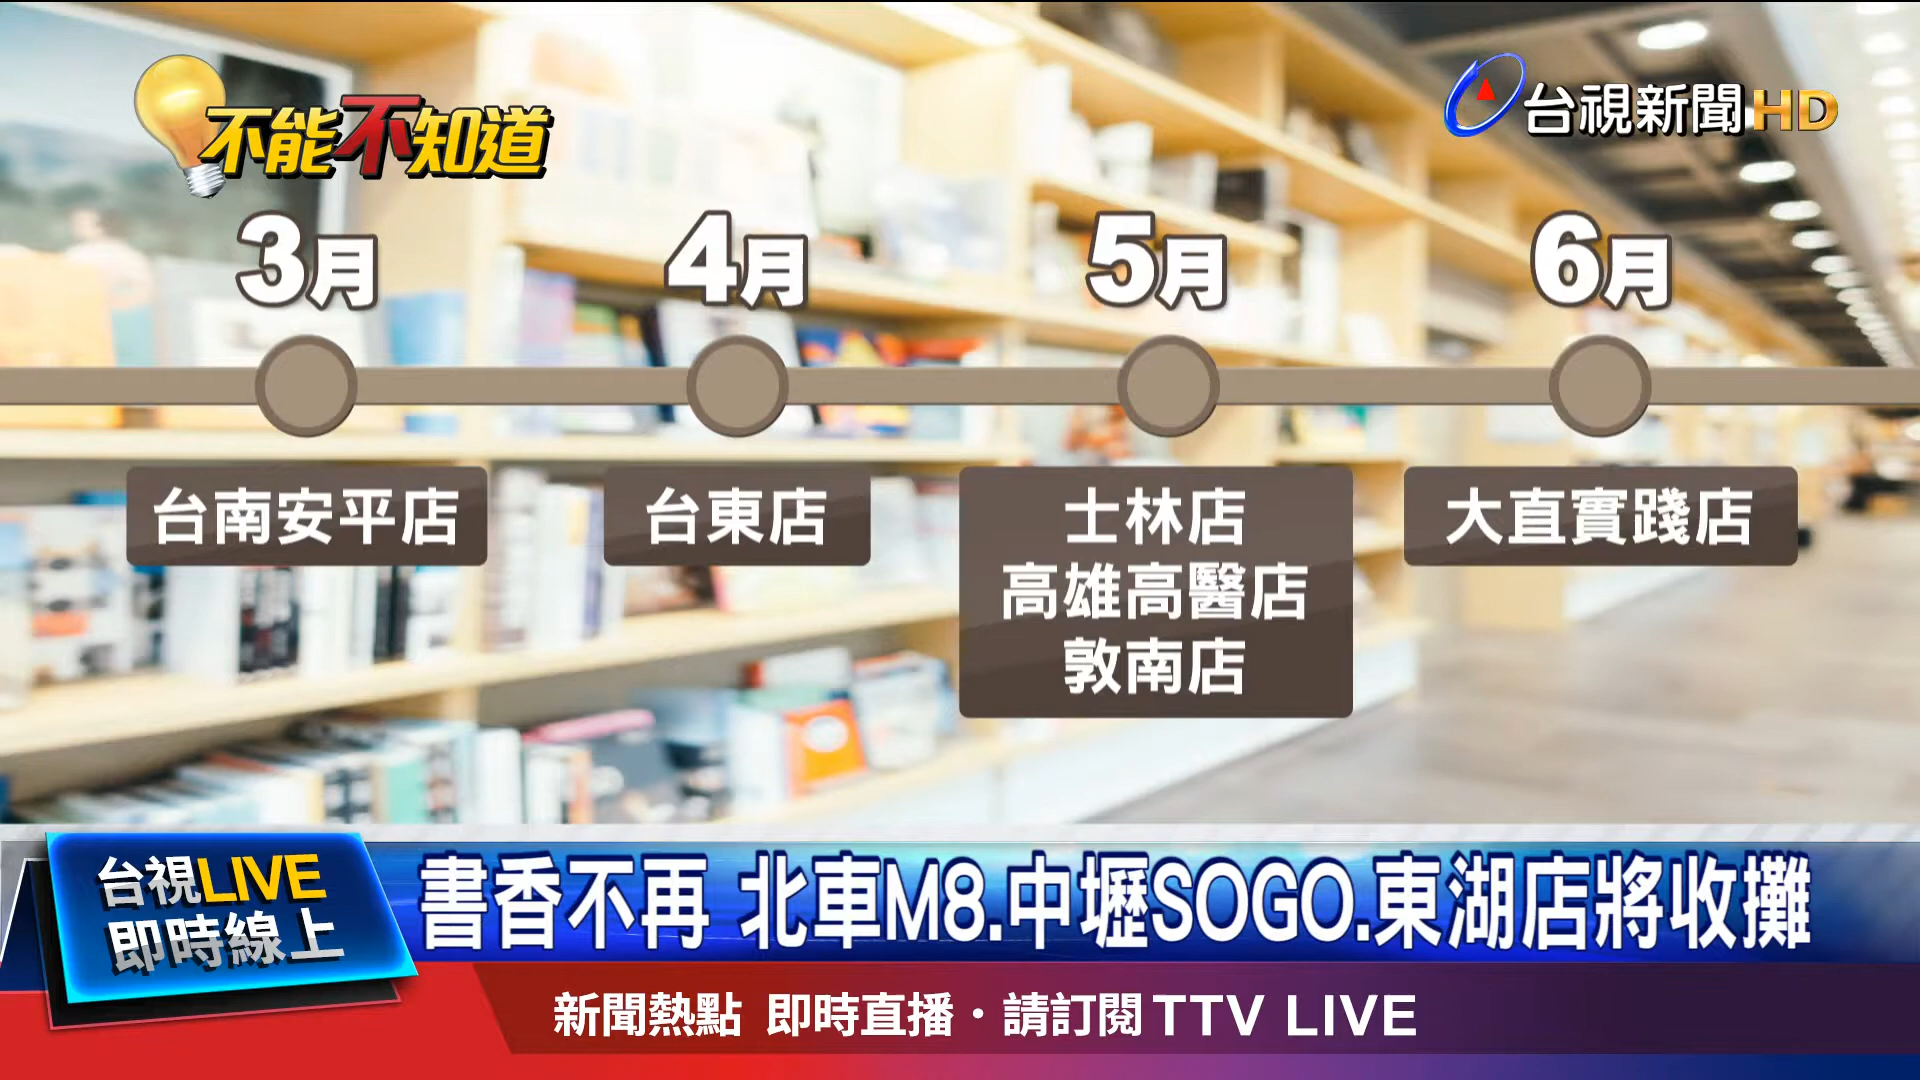 不能不知道
台視新聞HD
3月
4月
5月
6月
台南安平店
台東店
士林店
高雄高醫店
敦南店
大直實踐店
台視LIVE
即時線上
書香不再 北車M8.中壢SOGO.東湖店將收攤
新聞熱點 即時直播·請訂閱TTV LIVE